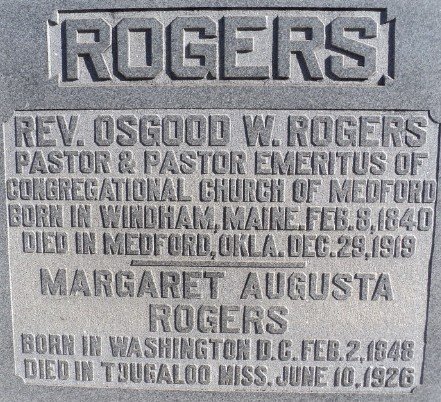 ROGERS
REV. OSGOOD W. ROGERS
PASTOR & PASTOR EMERITUS OF
CONGREGATIONAL CHURCH OF MEDFORD
BORN IN WINDHAM, MAINE. FEB. 8, 1840
DIED IN MEDFORD, OKLA. DEC. 29, 1919
MARGARET AUGUSTA
ROGERS
BORN IN WASHINGTON D.C. FEB. 2, 1848
DIED IN TOUGALOO MISS, JUNE 10, 1926